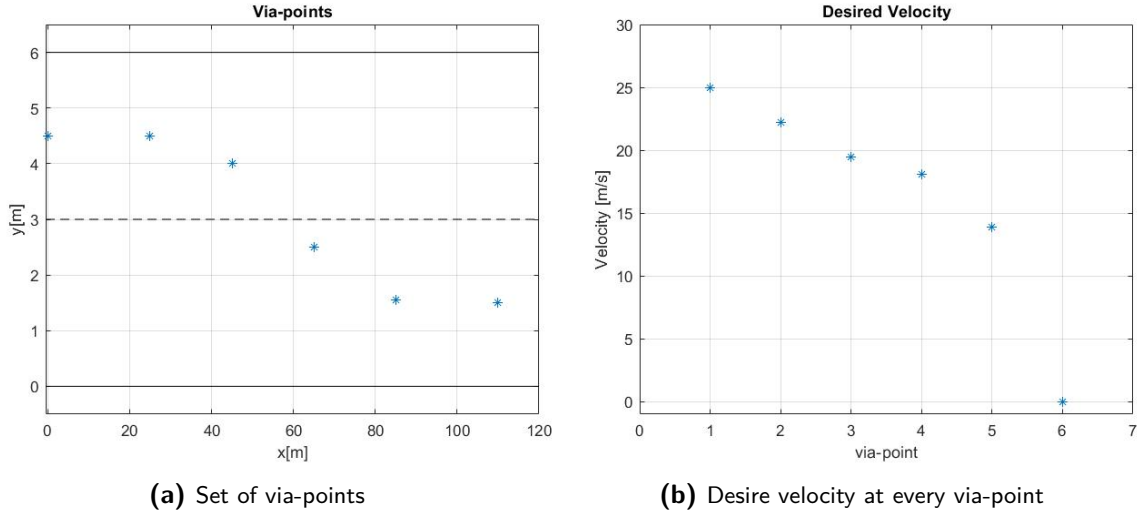 Via-points
6
5
4
3
2
1
0
y[m]
0 20 40 60 80 100 120
x[m]
(a) Set of via-points
Desired Velocity
30
25
20
15
10
5
0
Velocity [m/s]
0 1 2 3 4 5 6 7
via-point
(b) Desire velocity at every via-point